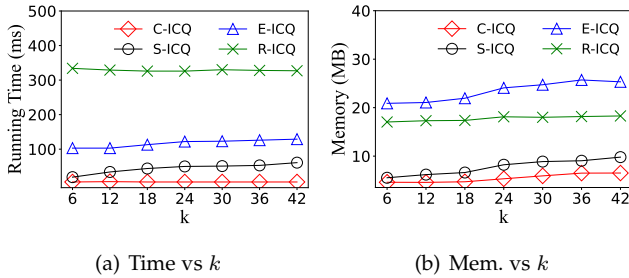 Running Time (ms)
500
400
300
200
100
C-ICQ
S-ICQ
E-ICQ
R-ICQ
6 12 18 24 30 36 42
k
(a) Time vs k
Memory (MB)
40
30
20
10
C-ICQ
S-ICQ
E-ICQ
R-ICQ
6 12 18 24 30 36 42
k
(b) Mem. vs k